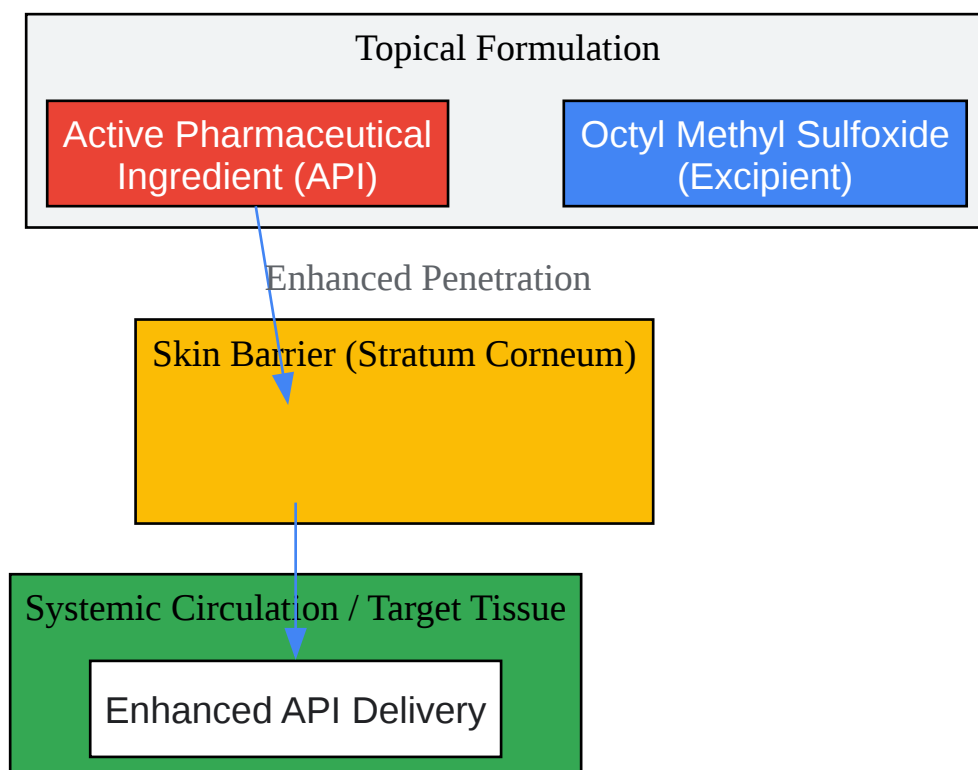 Topical Formulation
Active Pharmaceutical
Ingredient (API)
Octyl Methyl Sulfoxide
(Excipient)
Enhanced Penetration
Skin Barrier (Stratum Corneum)
Systemic Circulation / Target Tissue
Enhanced API Delivery